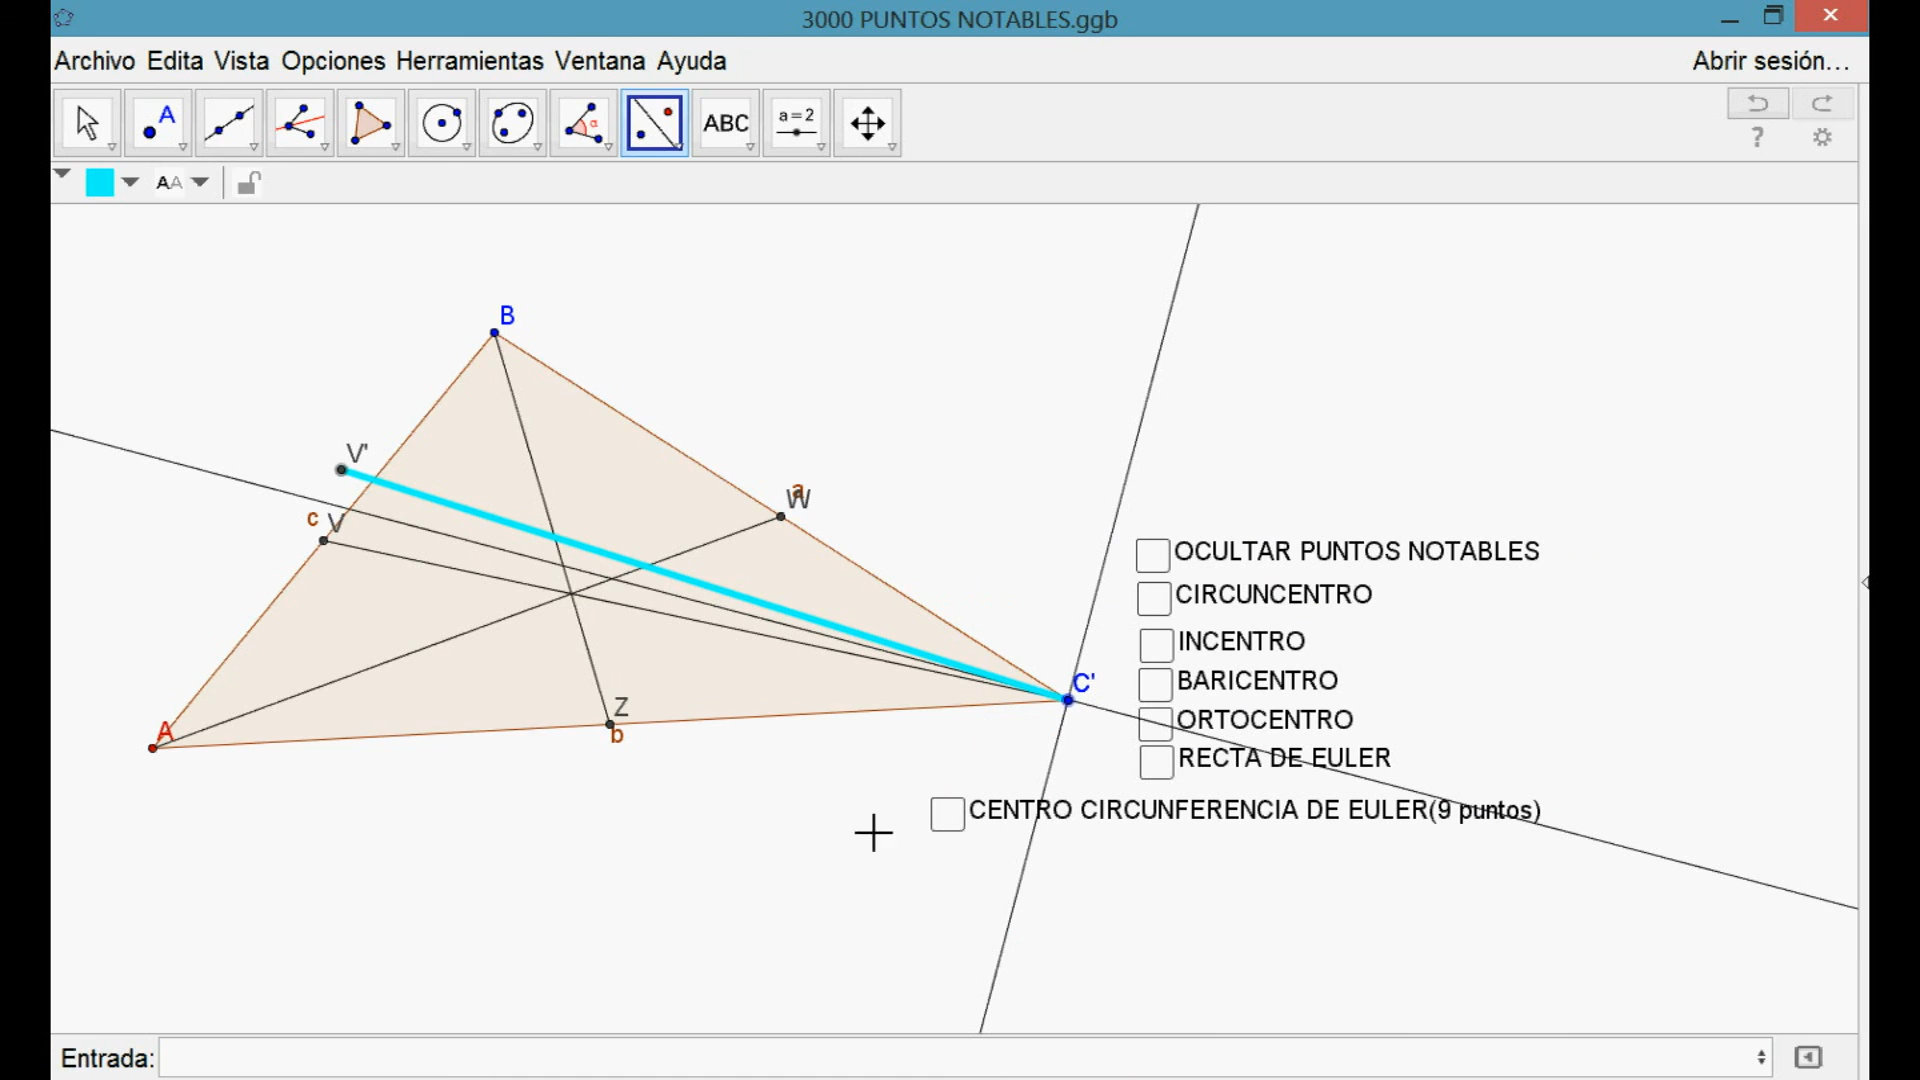 3000 PUNTOS NOTABLES.ggb
Archivo Edita Vista Opciones Herramientas Ventana Ayuda
Abrir sesión...
A
α
ABC
a=2
?
AA
B
V'
c V
a
W
OCULTAR PUNTOS NOTABLES
CIRCUNCENTRO
INCENTRO
C'
BARICENTRO
Z
ORTOCENTRO
A
b
RECTA DE EULER
CENTRO CIRCUNFERENCIA DE EULER(9 puntos)
Entrada: